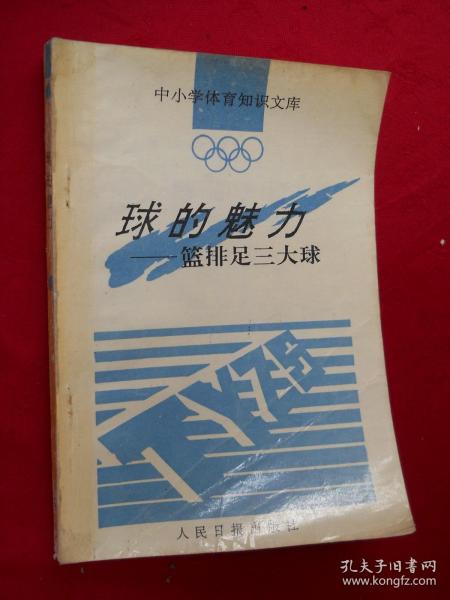 中小学体育知识文库
球的魅力
——篮排足三大球
人民日报出版社
孔夫子旧书网
www.kongfz.com